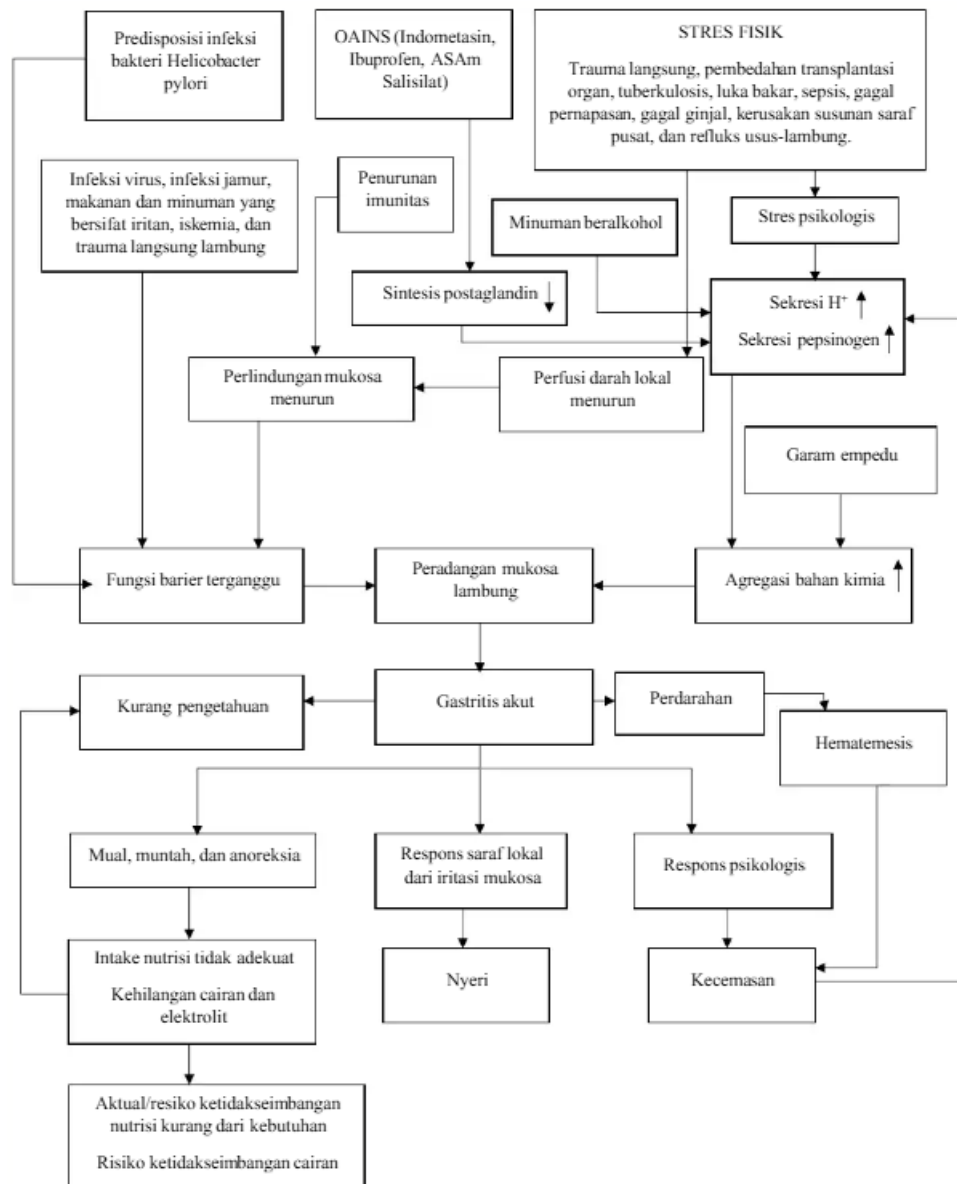 Predisposisi infeksi
bakteri Helicobacter
pylori
OAINS (Indometasin,
Ibuprofen, ASAm
Salisilat)
STRES FISIK
Trauma langsung, pembedahan transplantasi
organ, tuberkulosis, luka bakar, sepsis, gagal
pernapasan, gagal ginjal, kerusakan susunan saraf
pusat, dan refluks usus-lambung.
Infeksi virus, infeksi jamur,
makanan dan minuman yang
bersifat iritan, iskemia, dan
trauma langsung lambung
Penurunan
imunitas
Minuman beralkohol
Stres psikologis
Sintesis postaglandin ↓
Sekresi H⁺ ↑
Sekresi pepsinogen ↑
Perlindungan mukosa
menurun
Perfusi darah lokal
menurun
Garam empedu
Fungsi barier terganggu
Peradangan mukosa
lambung
Agregasi bahan kimia ↑
Kurang pengetahuan
Gastritis akut
Perdarahan
Hematemesis
Mual, muntah, dan anoreksia
Respons saraf lokal
dari iritasi mukosa
Respon psikologis
Intake nutrisi tidak adekuat
Kehilangan cairan dan
elektrolit
Nyeri
Kecemasan
Aktual/resiko ketidakseimbangan
nutrisi kurang dari kebutuhan
Risiko ketidakseimbangan cairan